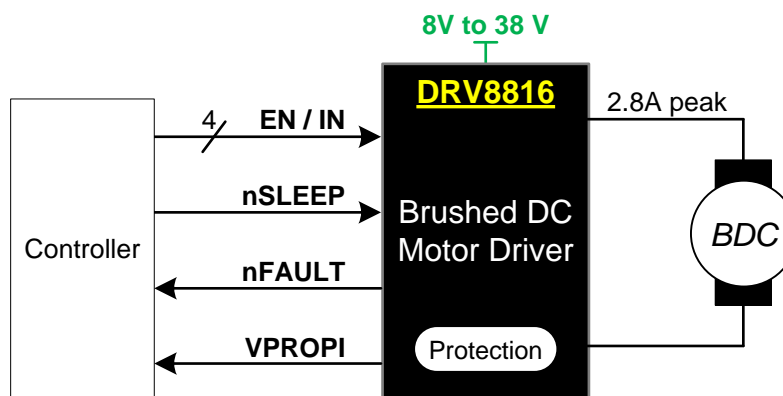 8V to 38 V
DRV8816
2.8A peak
4
EN / IN
nSLEEP
Brushed DC
Motor Driver
BDC
Controller
nFAULT
VPROPI
Protection